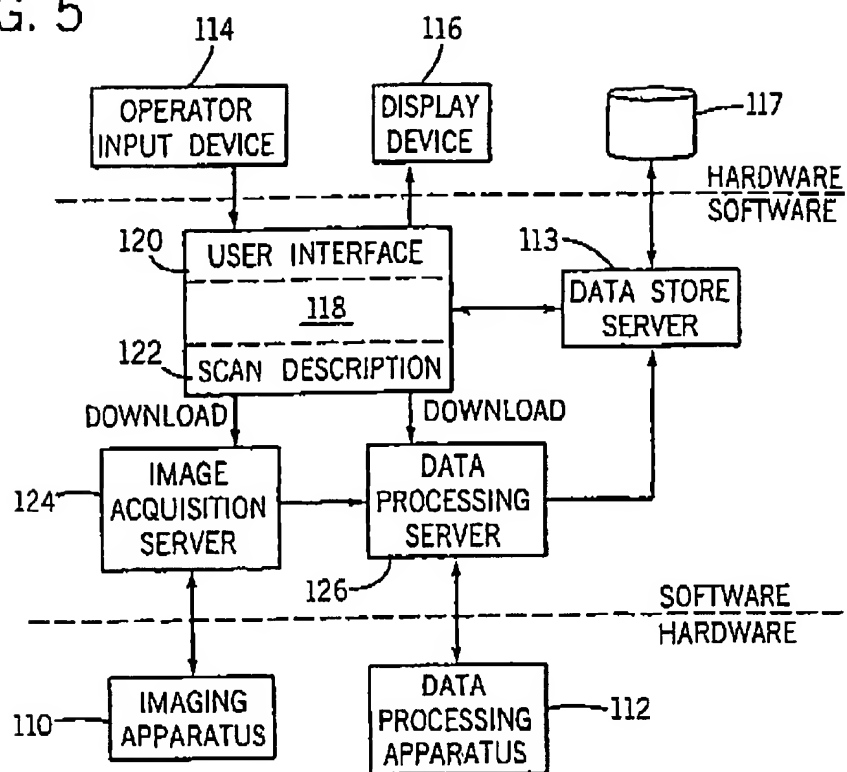 G. 5
114
116
OPERATOR
INPUT DEVICE
DISPLAY
DEVICE
117
HARDWARE
SOFTWARE
120
USER INTERFACE
113
118
DATA STORE
SERVER
122
SCAN DESCRIPTION
DOWNLOAD
DOWNLOAD
124
IMAGE
ACQUISITION
SERVER
DATA
PROCESSING
SERVER
126
SOFTWARE
HARDWARE
110
IMAGING
APPARATUS
DATA
PROCESSING
APPARATUS
112